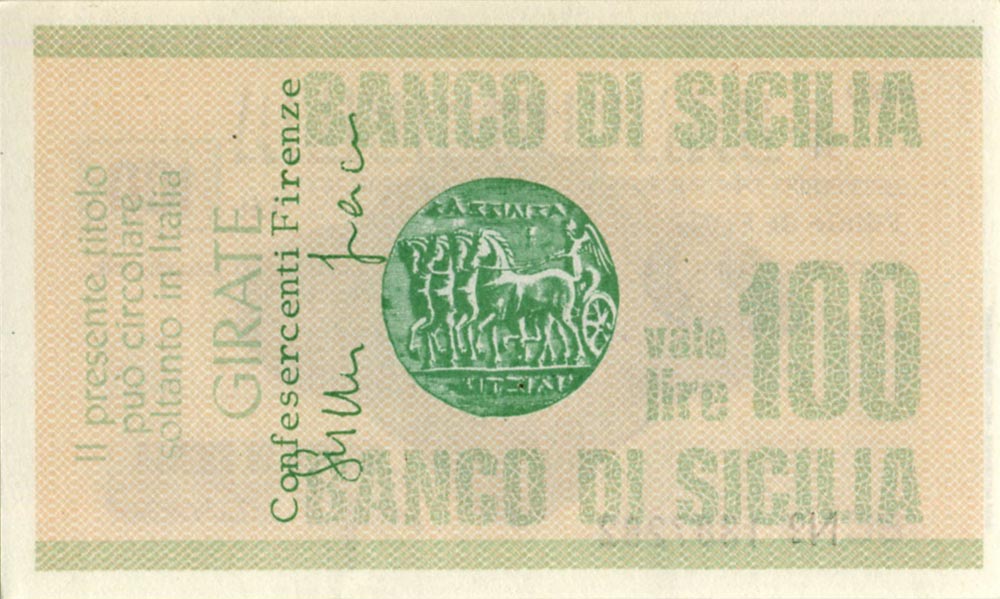 BANCO DI SICILIA
Il presente titolo
può circolare
soltanto in Italia
GIRATE
Confesercenti Firenze
vale
lire
100
BANCO DI SICILIA